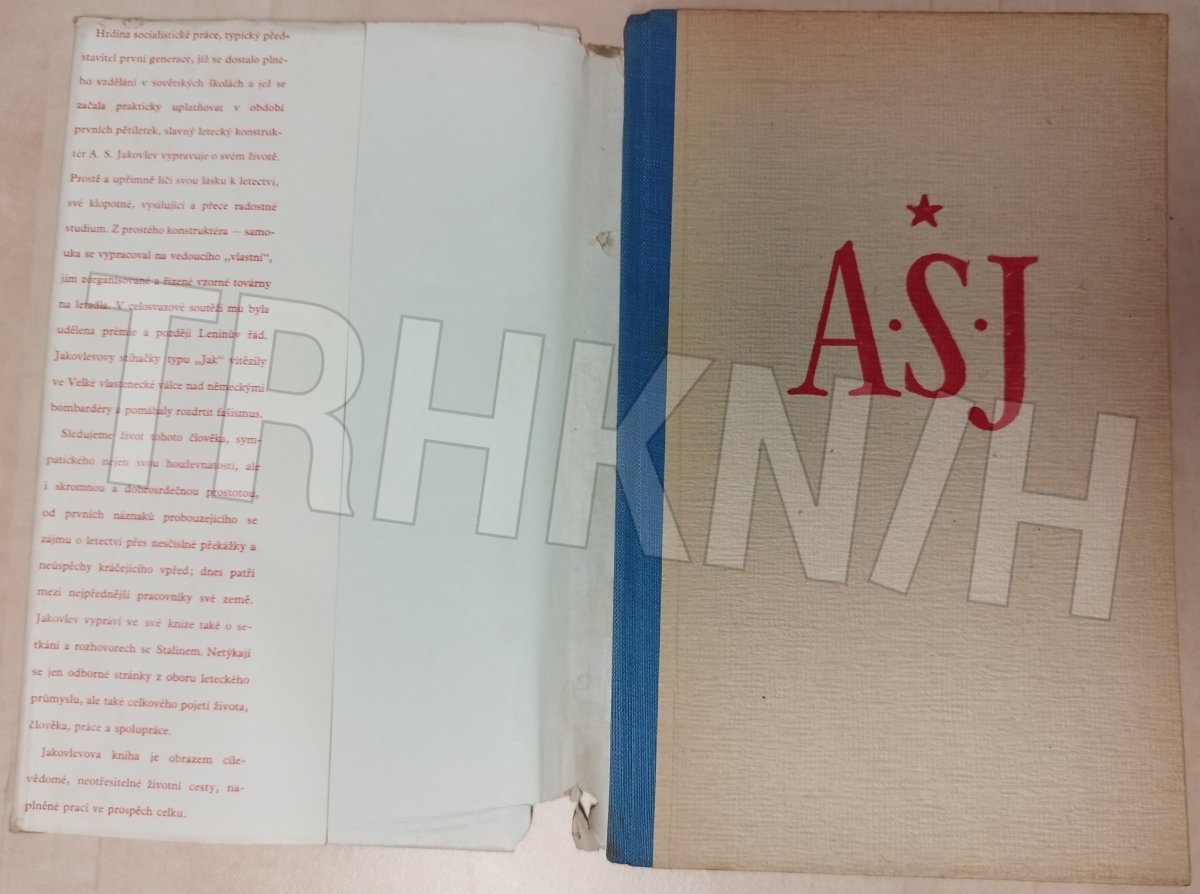 Hrdina socialistické práce, typický před-
stavitel první generace, jíž se dostalo plné-
ho vzdělání v sovětských školách a jež se
začala prakticky uplatňovat v období
prvních pětiletek, slavný letecký konstruk-
tér A. S. Jakovlev vypravuje o svém životě.
Prostě a upřímně líčí svou lásku k letectví,
své klopotné, vysilující a přece radostné
studium. Z prostého konstruktéra – samo-
uka se vypracoval na vedoucího „vlastní“,
jím zorganisované a řízené vzorné továrny
na letadla. V celosvazové soutěži mu byla
udělena prémie a později Leninův řád.
Jakovlevovy stíhačky typu „Jak“ vítězily
ve Velké vlastenecké válce nad německými
bombardéry a pomáhaly rozdrtit fašismus.
Sledujeme život tohoto člověka, sym-
patického nejen svou houževnatostí, ale
i skromnou a dobrosrdečnou prostotou,
od prvních náznaků probouzejícího se
zájmu o letectví přes nesčíslné překážky a
neúspěchy kráčejícího vpřed; dnes patří
mezi nejpřednější pracovníky své země.
Jakovlev vypráví ve své knize také o se-
tkání a rozhovorech se Stalinem. Netýkají
se jen odborné stránky z oboru leteckého
průmyslu, ale také celkového pojetí života,
člověka, práce a spolupráce.
Jakovlevova kniha je obrazem cíle-
vědomé, neotřesitelné životní cesty, na-
plněné prací ve prospěch celku.
A·S·J
TRHKNIH